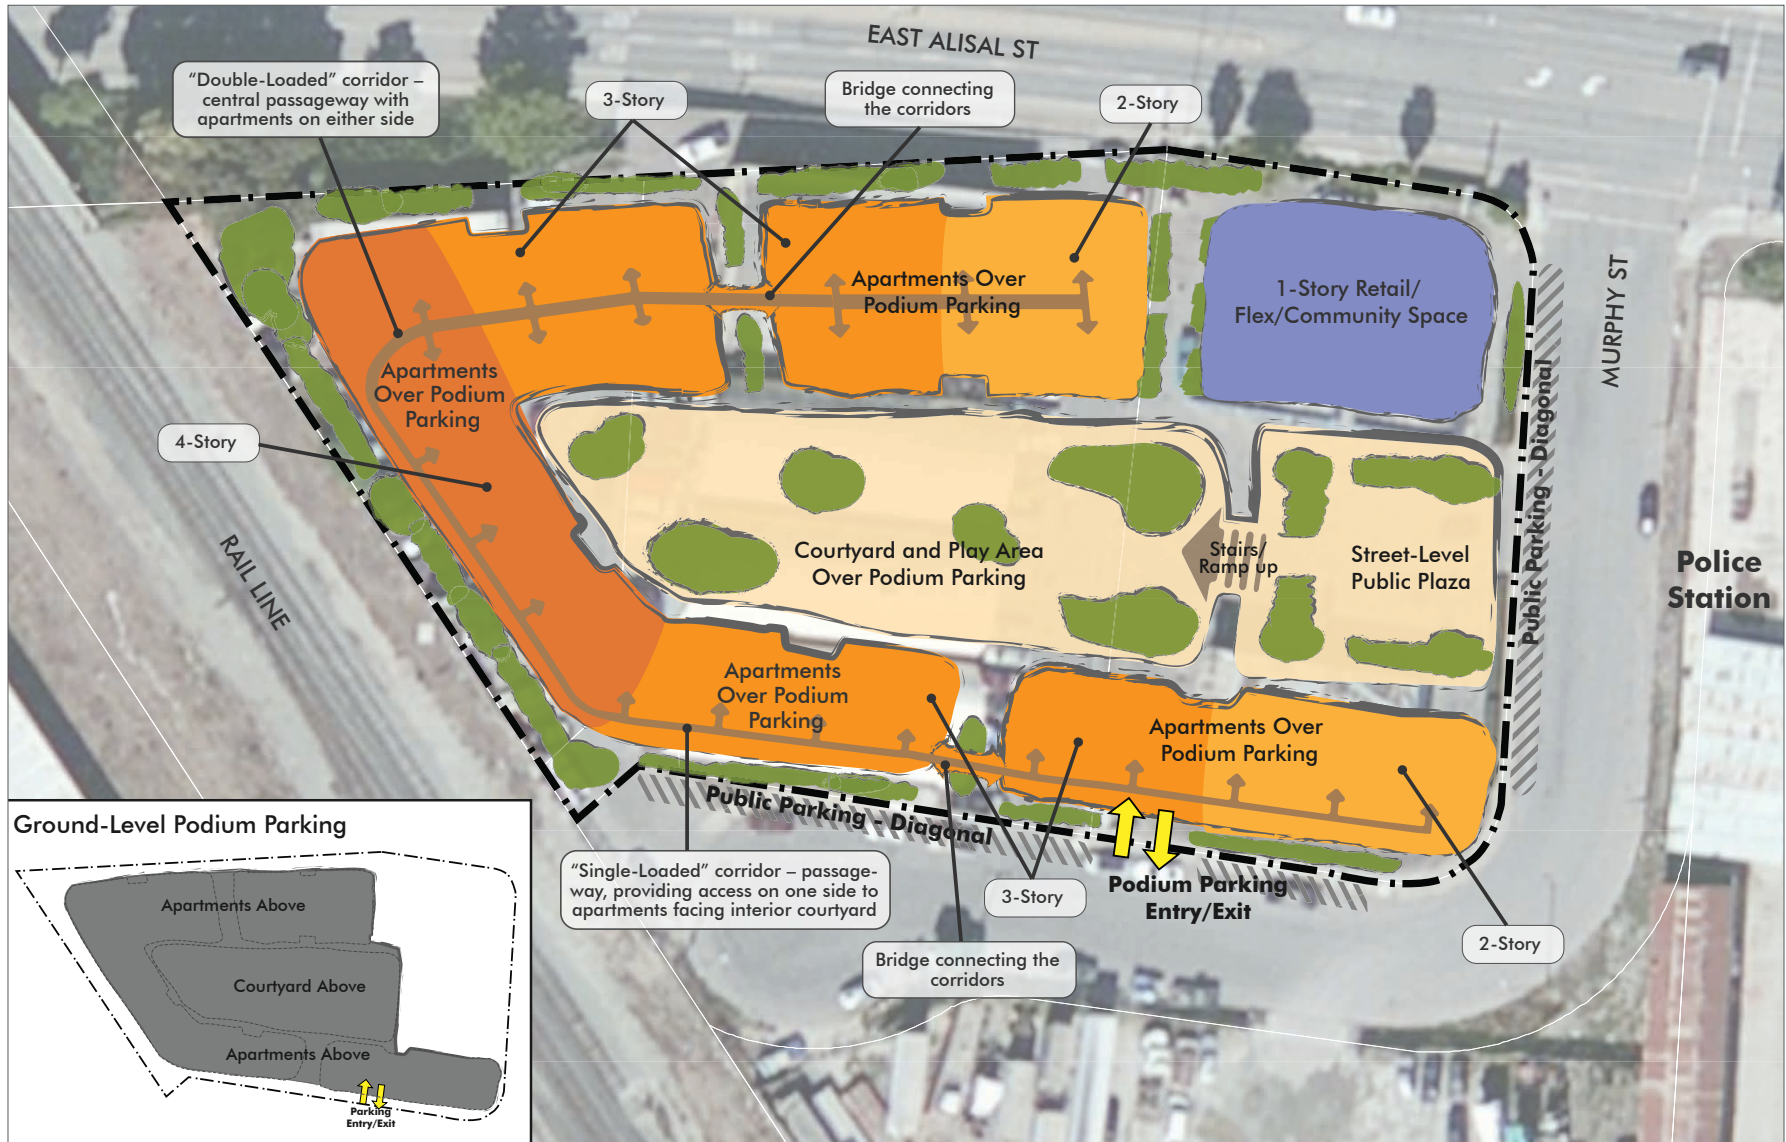 EAST ALISAL ST
“Double-Loaded” corridor –
central passageway with
apartments on either side
3-Story
Bridge connecting
the corridors
2-Story
Apartments Over
Podium Parking
1-Story Retail/
Flex/Community Space
MURPHY ST
Apartments
Over Podium
Parking
4-Story
RAIL LINE
Courtyard and Play Area
Over Podium Parking
Stairs/
Ramp up
Street-Level
Public Plaza
Public Parking - Diagonal
Police
Station
Apartments
Over Podium
Parking
Apartments Over
Podium Parking
Public Parking - Diagonal
“Single-Loaded” corridor – passage-
way, providing access on one side to
apartments facing interior courtyard
3-Story
Podium Parking
Entry/Exit
2-Story
Bridge connecting the
corridors
Ground-Level Podium Parking
Apartments Above
Courtyard Above
Apartments Above
Parking
Entry/Exit